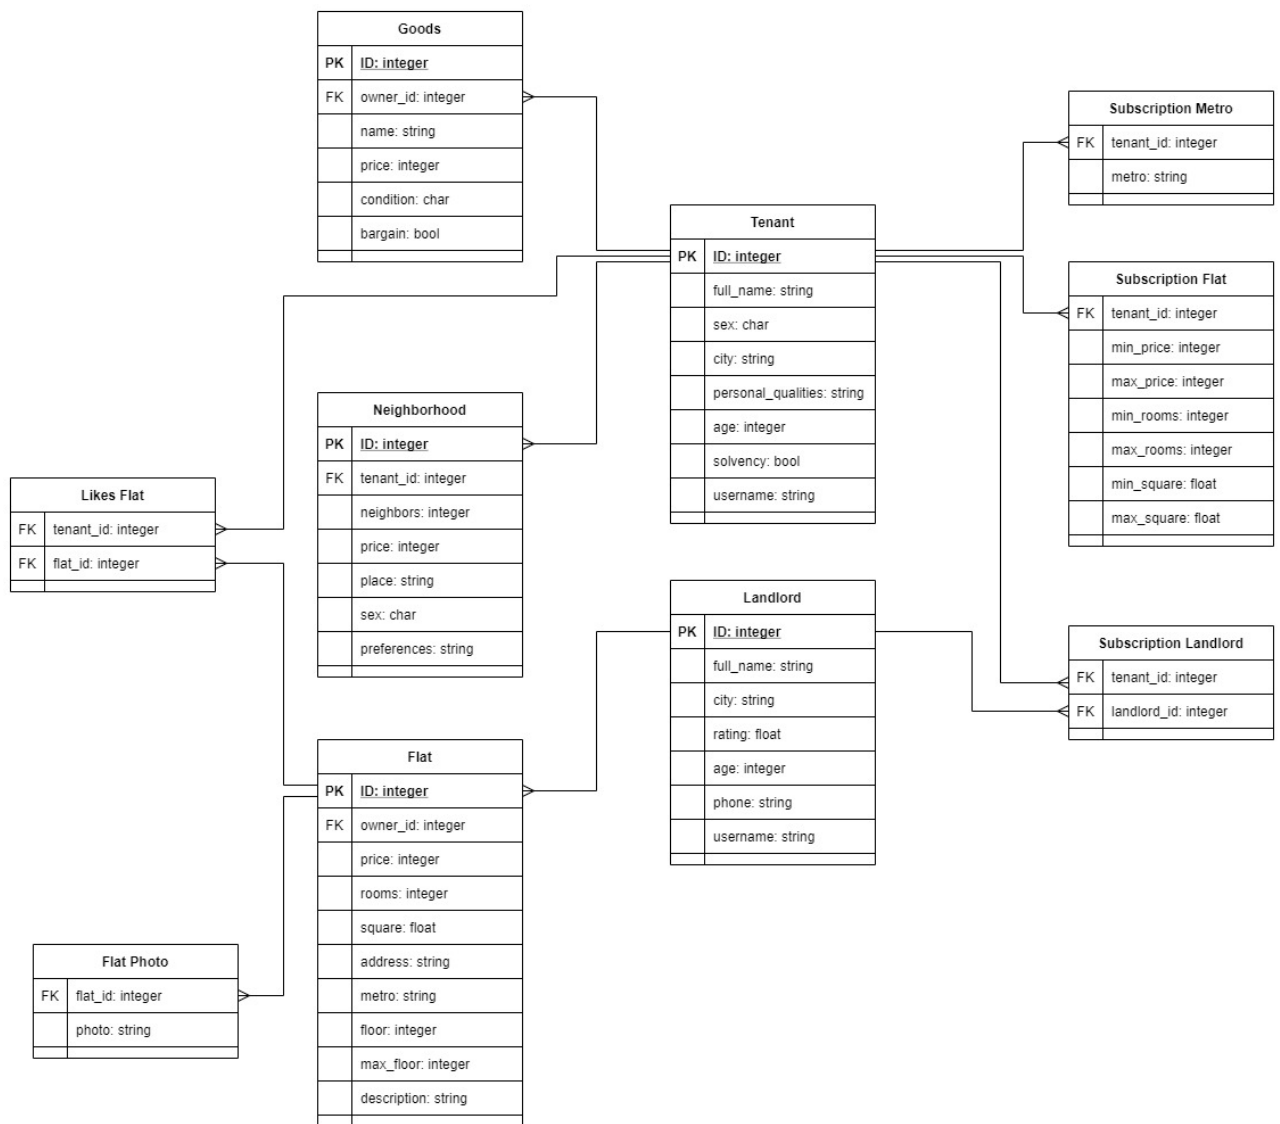 Goods
PK ID: integer
FK owner_id: integer
name: string
price: integer
condition: char
bargain: bool
Subscription Metro
FK tenant_id: integer
metro: string
Tenant
PK ID: integer
full_name: string
sex: char
city: string
personal_qualities: string
age: integer
solvency: bool
username: string
Subscription Flat
FK tenant_id: integer
min_price: integer
max_price: integer
min_rooms: integer
max_rooms: integer
min_square: float
max_square: float
Neighborhood
PK ID: integer
FK tenant_id: integer
neighbors: integer
price: integer
place: string
sex: char
preferences: string
Likes Flat
FK tenant_id: integer
FK flat_id: integer
Landlord
PK ID: integer
full_name: string
city: string
rating: float
age: integer
phone: string
username: string
Subscription Landlord
FK tenant_id: integer
FK landlord_id: integer
Flat
PK ID: integer
FK owner_id: integer
price: integer
rooms: integer
square: float
address: string
metro: string
floor: integer
max_floor: integer
description: string
Flat Photo
FK flat_id: integer
photo: string